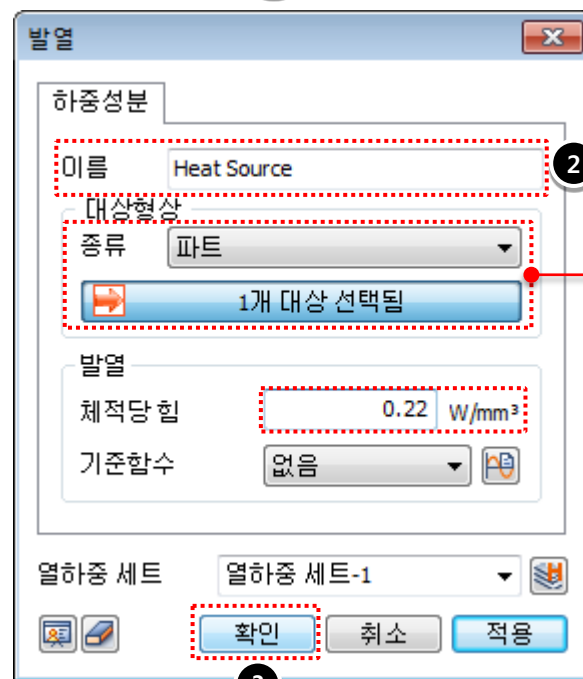 발열
하중성분
이름 Heat Source
2
대상형상
종류 파트
1개 대상 선택됨
발열
체적당 힘 0.22 W/mm³
기준함수 없음
열하중 세트 열하중 세트-1
확인 취소 적용